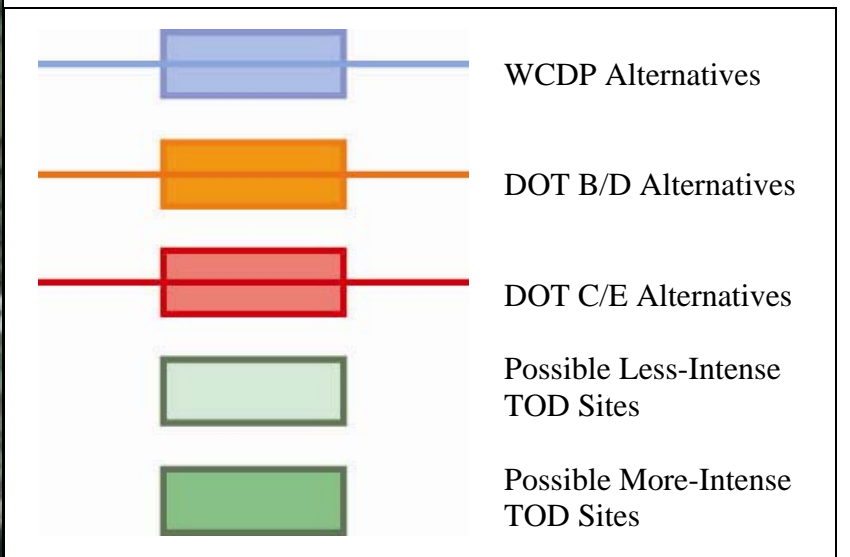 WCDP Alternatives
DOT B/D Alternatives
DOT C/E Alternatives
Possible Less-Intense
TOD Sites
Possible More-Intense
TOD Sites